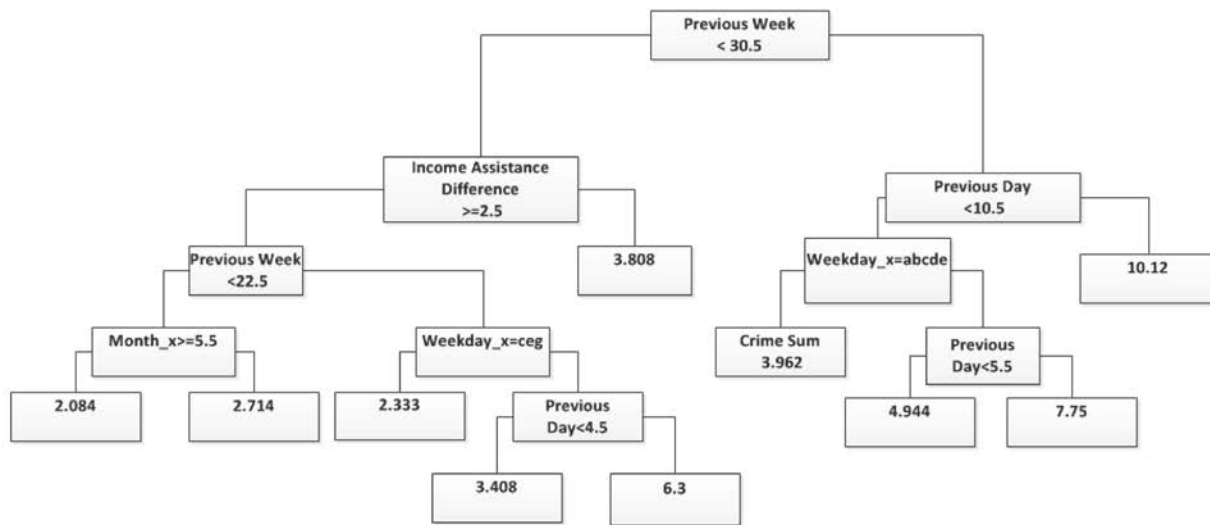 Previous Week
< 30.5
Income Assistance
Difference
>=2.5
Previous Day
<10.5
Previous Week
<22.5
3.808
Weekday_x=abcde
10.12
Month_x>=5.5
Weekday_x=ceg
Crime Sum
3.962
Previous
Day<5.5
2.084
2.714
2.333
Previous
Day<4.5
4.944
7.75
3.408
6.3